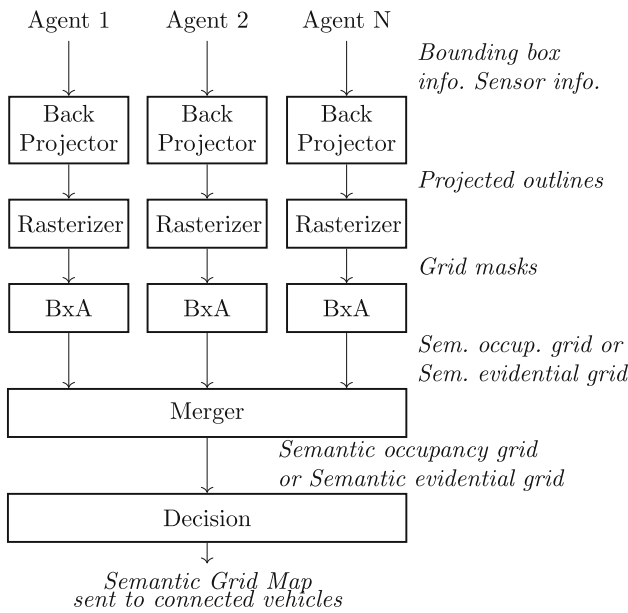 Agent 1 Agent 2 Agent N
Bounding box
info. Sensor info.
Back Back Back
Projector Projector Projector
Projected outlines
Rasterizer Rasterizer Rasterizer
Grid masks
BxA BxA BxA
Sem. occup. grid or
Sem. evidential grid
Merger
Semantic occupancy grid
or Semantic evidential grid
Decision
Semantic Grid Map
sent to connected vehicles